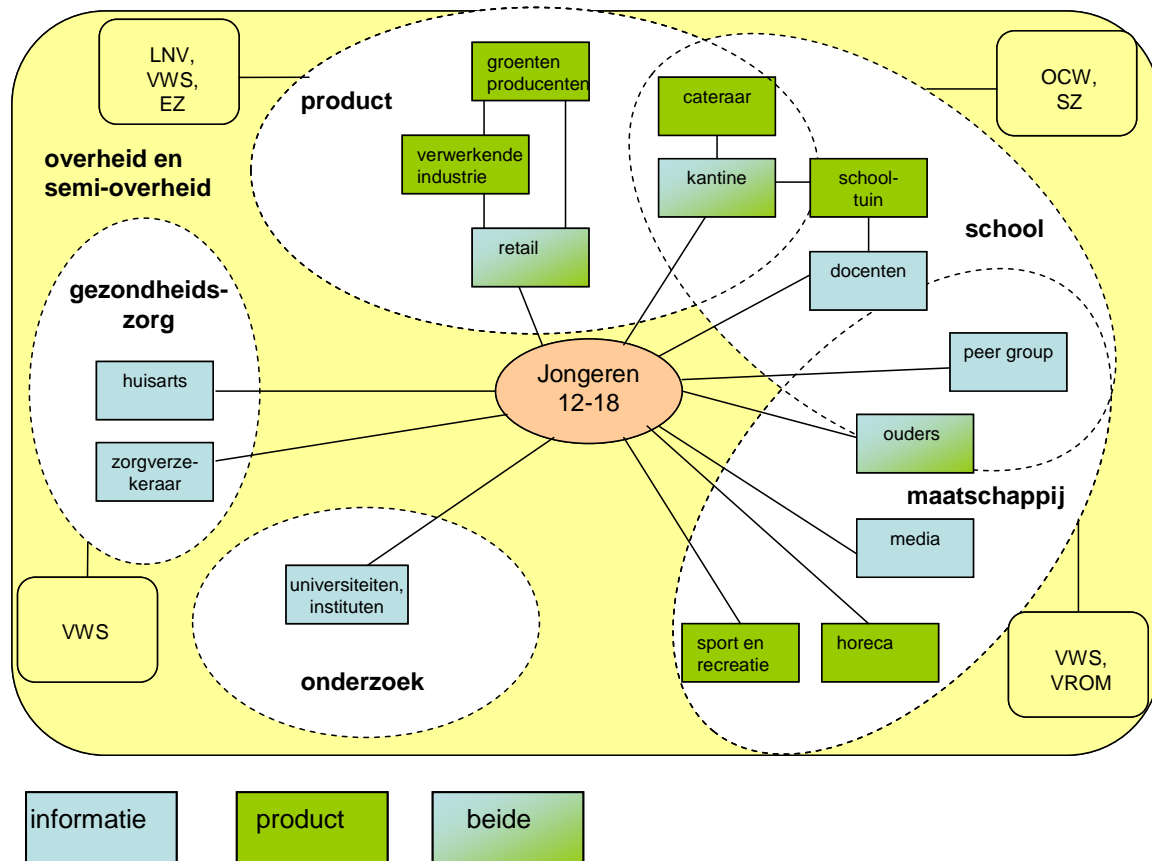 LNV,
VWS,
EZ
product
groenten
producenten
cateraar
OCW,
SZ
overheid en
semi-overheid
verwerkende
industrie
kantine
school-
tuin
school
retail
docenten
gezondheids-
zorg
peer group
huisarts
Jongeren
12-18
ouders
zorgverze-
keraar
maatschappij
media
universiteiten,
instituten
VWS
sport en
recreatie
horeca
VWS,
VROM
onderzoek
informatie
product
beide